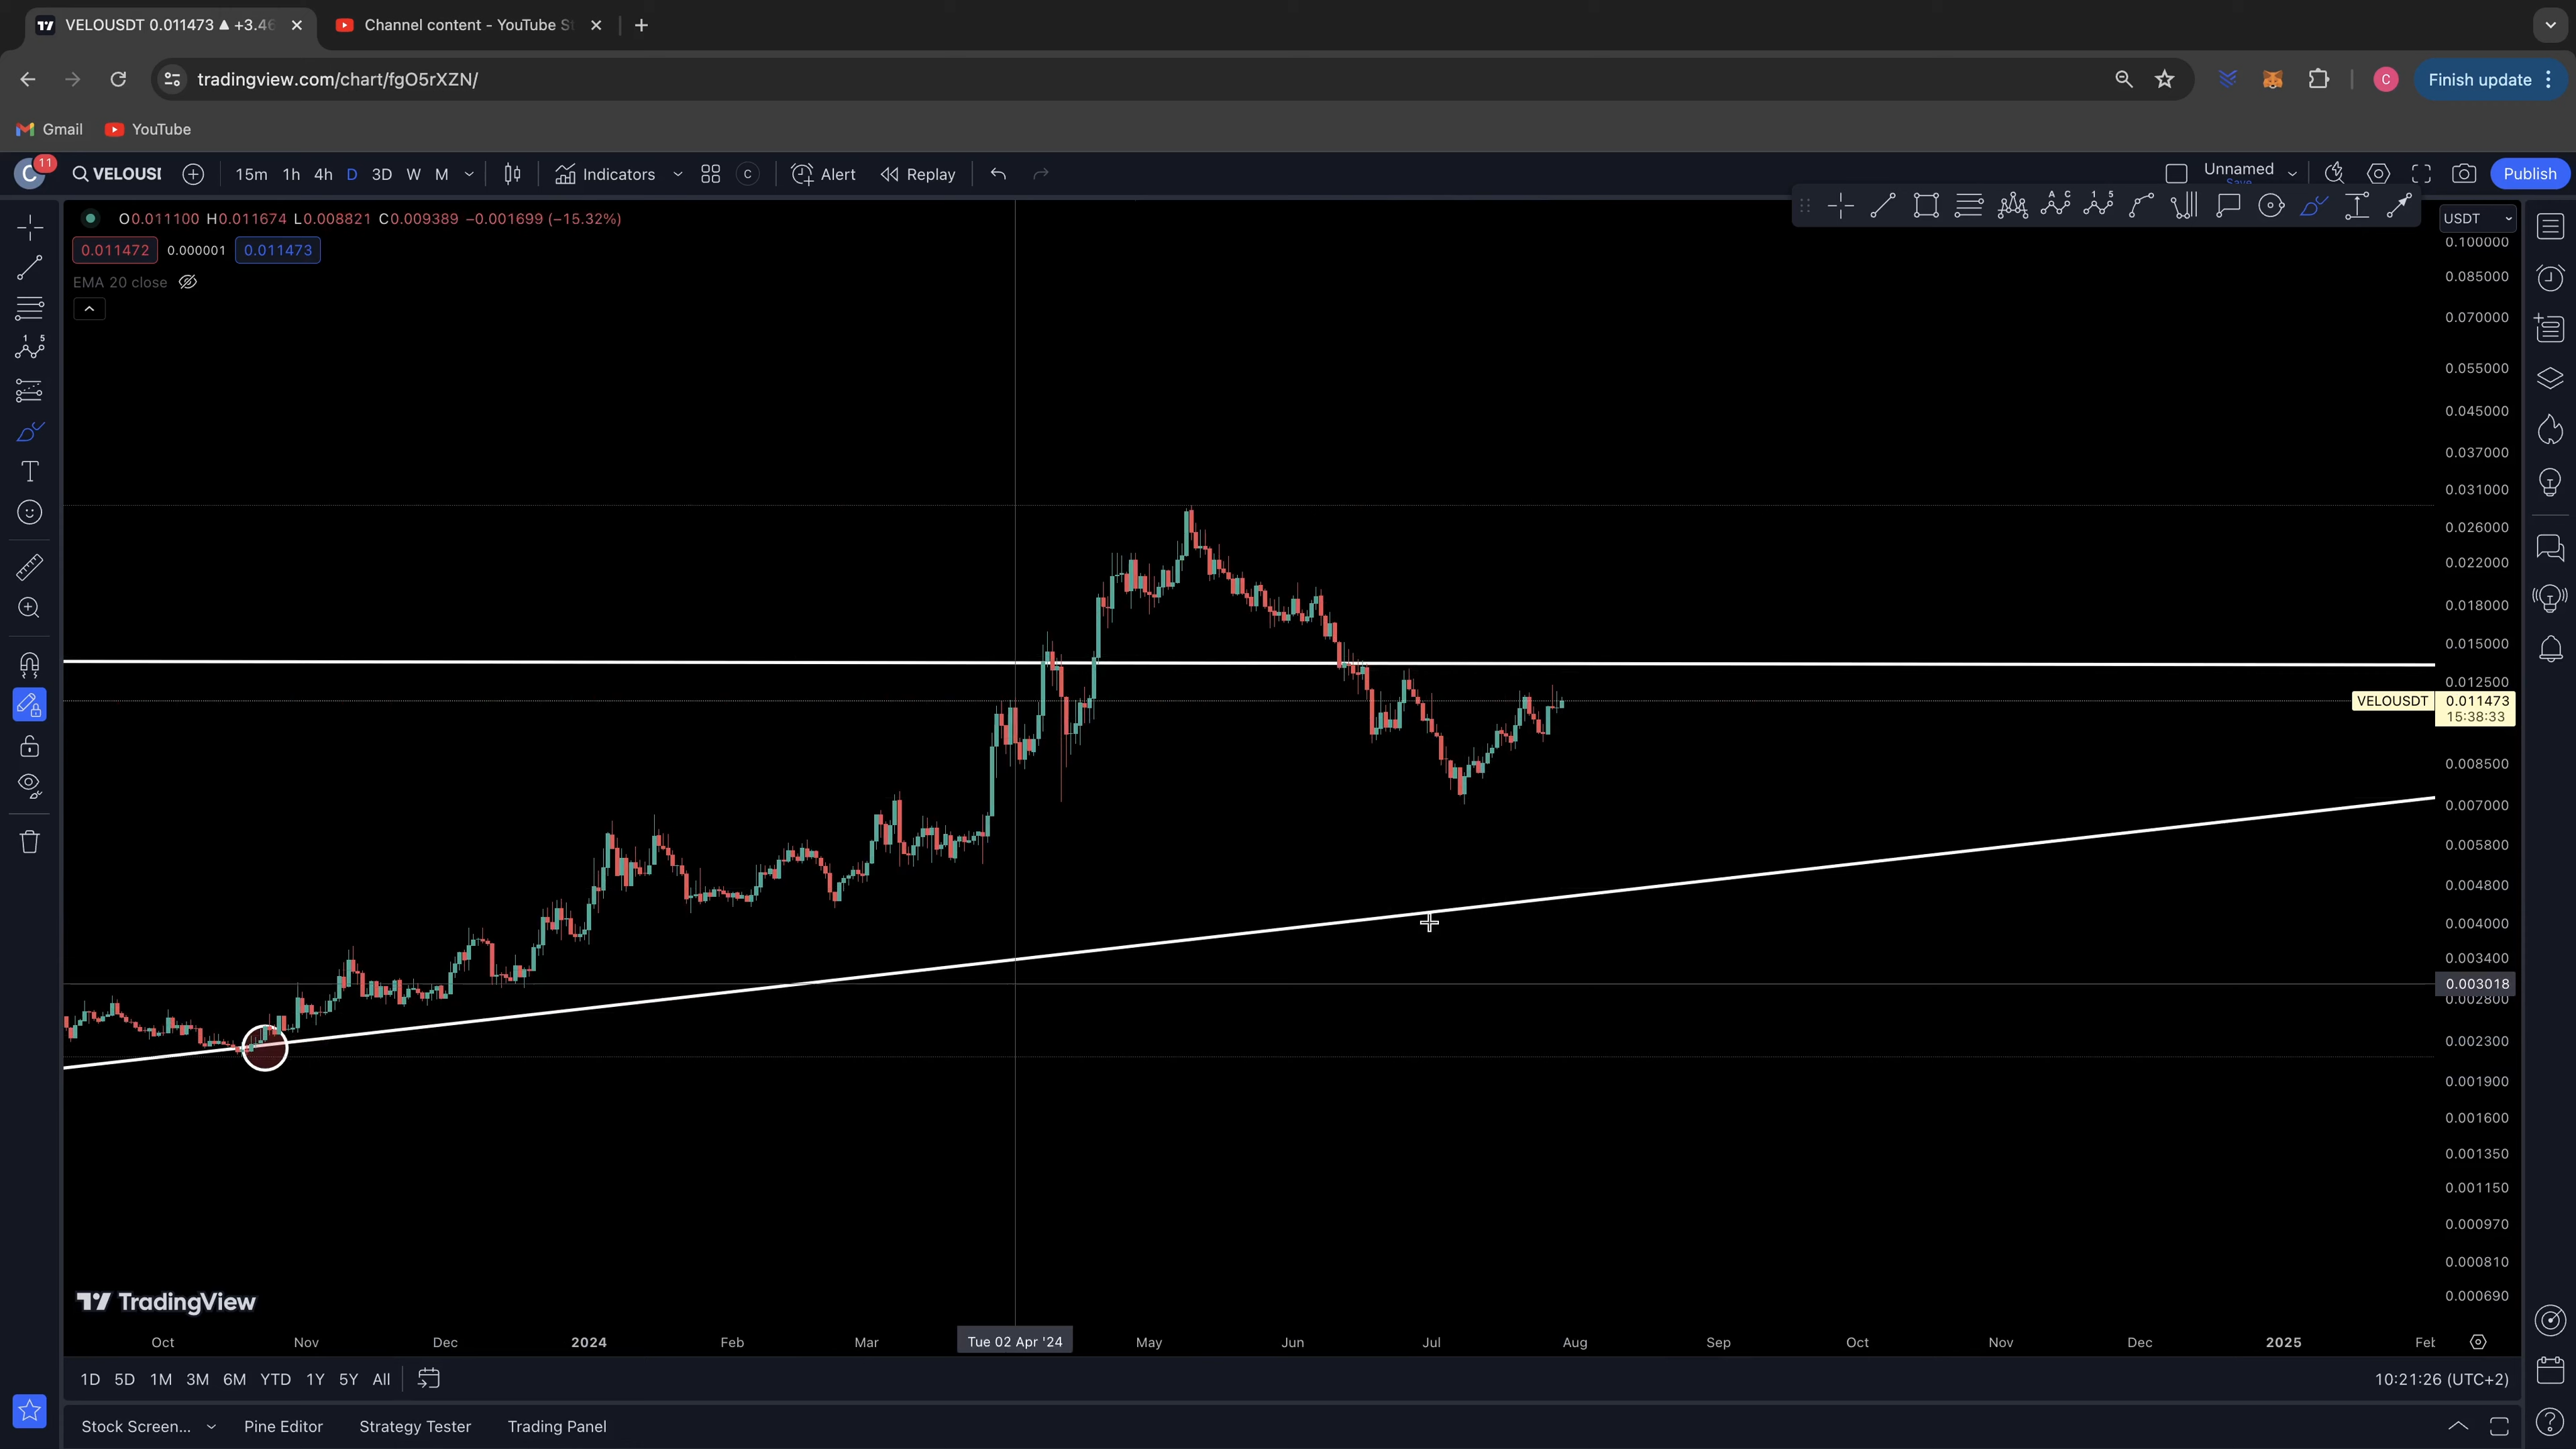 VELOUSDT 0.011473 ▲ +3.46
Channel content - YouTube S
tradingview.com/chart/fgO5rXZN/
C
Finish update
Gmail
YouTube
C
11
VELOUSI
15m 1h 4h D 3D W M
Indicators
C
Alert
Replay
Unnamed
Save
Publish
O0.011100 H0.011674 L0.008821 C0.009389 −0.001699 (−15.32%)
0.011472 0.000001 0.011473
EMA 20 close
USDT
0.100000
0.085000
0.070000
0.055000
0.045000
0.037000
0.031000
0.026000
0.022000
0.018000
0.015000
0.012500
VELOUSDT 0.011473
15:38:33
0.008500
0.007000
0.005800
0.004800
0.004000
0.003400
0.003018
0.002800
0.002300
0.001900
0.001600
0.001350
0.001150
0.000970
0.000810
0.000690
TradingView
Oct Nov Dec 2024 Feb Mar Tue 02 Apr '24 May Jun Jul Aug Sep Oct Nov Dec 2025 Feb
1D 5D 1M 3M 6M YTD 1Y 5Y All
10:21:26 (UTC+2)
Stock Screen... Pine Editor Strategy Tester Trading Panel